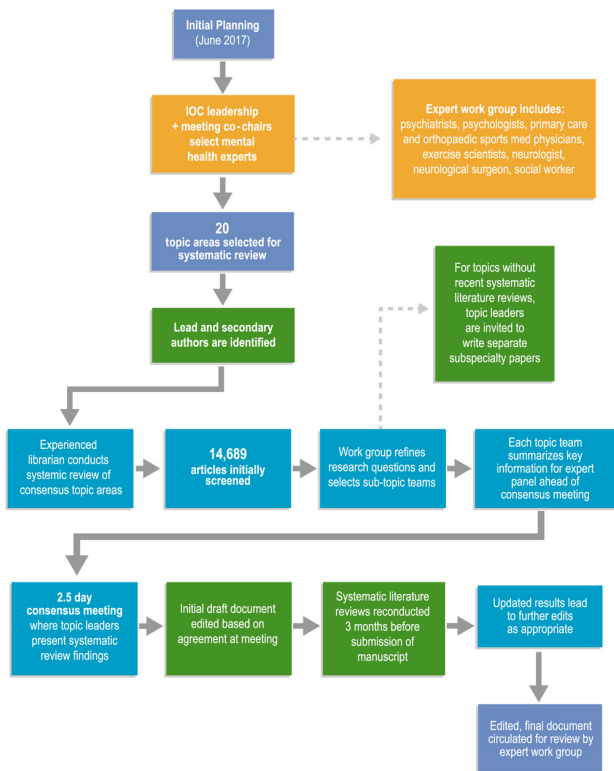 Initial Planning
(June 2017)
IOC leadership
+ meeting co-chairs
select mental
health experts
Expert work group includes:
psychiatrists, psychologists, primary care
and orthopaedic sports med physicians,
exercise scientists, neurologist,
neurological surgeon, social worker
20
topic areas selected for
systematic review
For topics without
recent systematic
literature reviews,
topic leaders
are invited to
write separate
subspecialty papers
Lead and secondary
authors are identified
Experienced
librarian conducts
systemic review of
consensus topic areas
14,689
articles initially
screened
Work group refines
research questions and
selects sub-topic teams
Each topic team
summarizes key
information for expert
panel ahead of
consensus meeting
2.5 day
consensus meeting
where topic leaders
present systematic
review findings
Initial draft document
edited based on
agreement at meeting
Systematic literature
reviews reconducted
3 months before
submission of
manuscript
Updated results lead
to further edits
as appropriate
Edited, final document
circulated for review by
expert work group